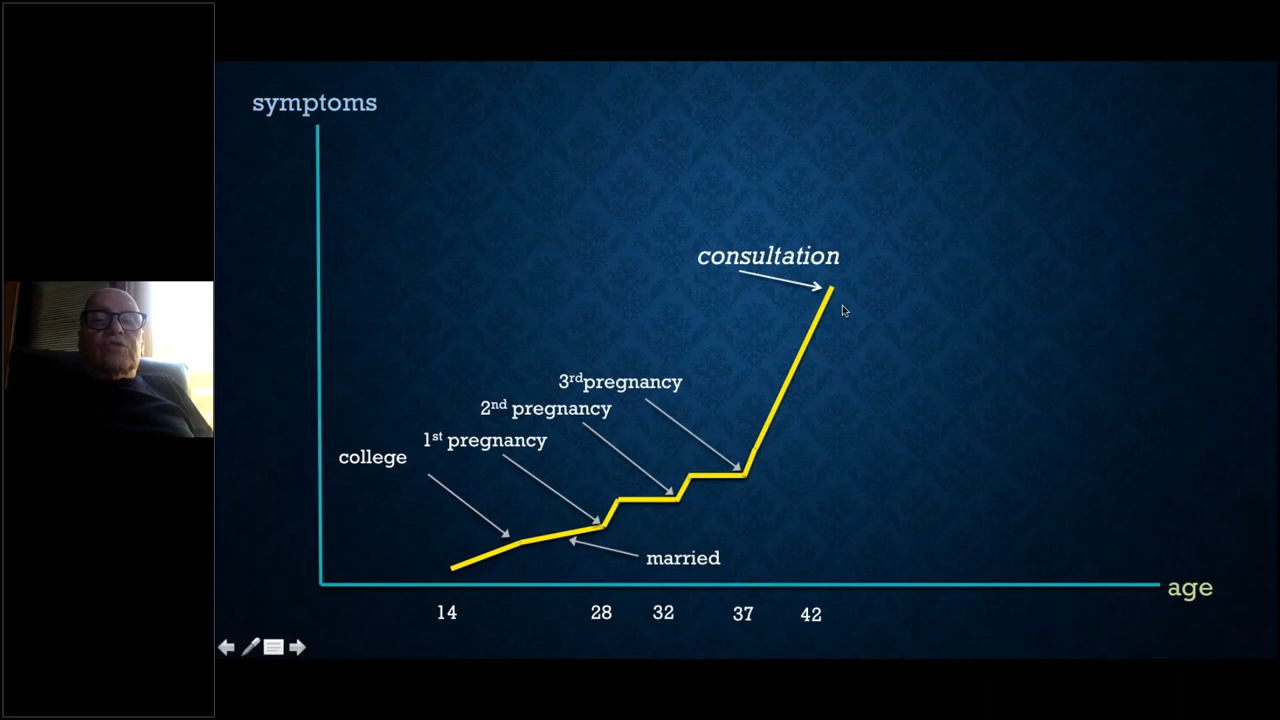 symptoms
consultation
3rdpregnancy
2nd pregnancy
1st pregnancy
college
married
age
14 28 32 37 42